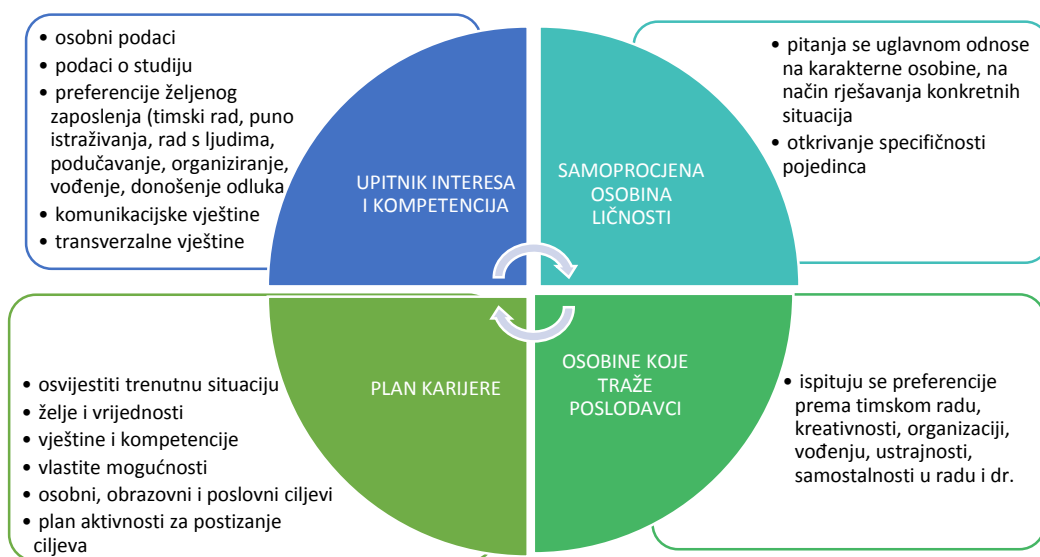 • osobni podaci
• podaci o studiju
• preferencije željenog
zaposlenja (timski rad, puno
istraživanja, rad s ljudima,
podučavanje, organiziranje,
vođenje, donošenje odluka
• komunikacijske vještine
• transverzalne vještine
UPITNIK INTERESA
I KOMPETENCIJA
SAMOPROCJENA
OSOBINA
LIČNOSTI
• pitanja se uglavnom odnose
na karakterne osobine, na
način rješavanja konkretnih
situacija
• otkrivanje specifičnosti
pojedinca
• osvijestiti trenutnu situaciju
• želje i vrijednosti
• vještine i kompetencije
• vlastite mogućnosti
• osobni, obrazovni i poslovni ciljevi
• plan aktivnosti za postizanje
ciljeva
PLAN KARIJERE
OSOBINE KOJE
TRAŽE
POSLODAVCI
• ispituju se preferencije
prema timskom radu,
kreativnosti, organizaciji,
vođenju, ustrajnosti,
samostalnosti u radu i dr.